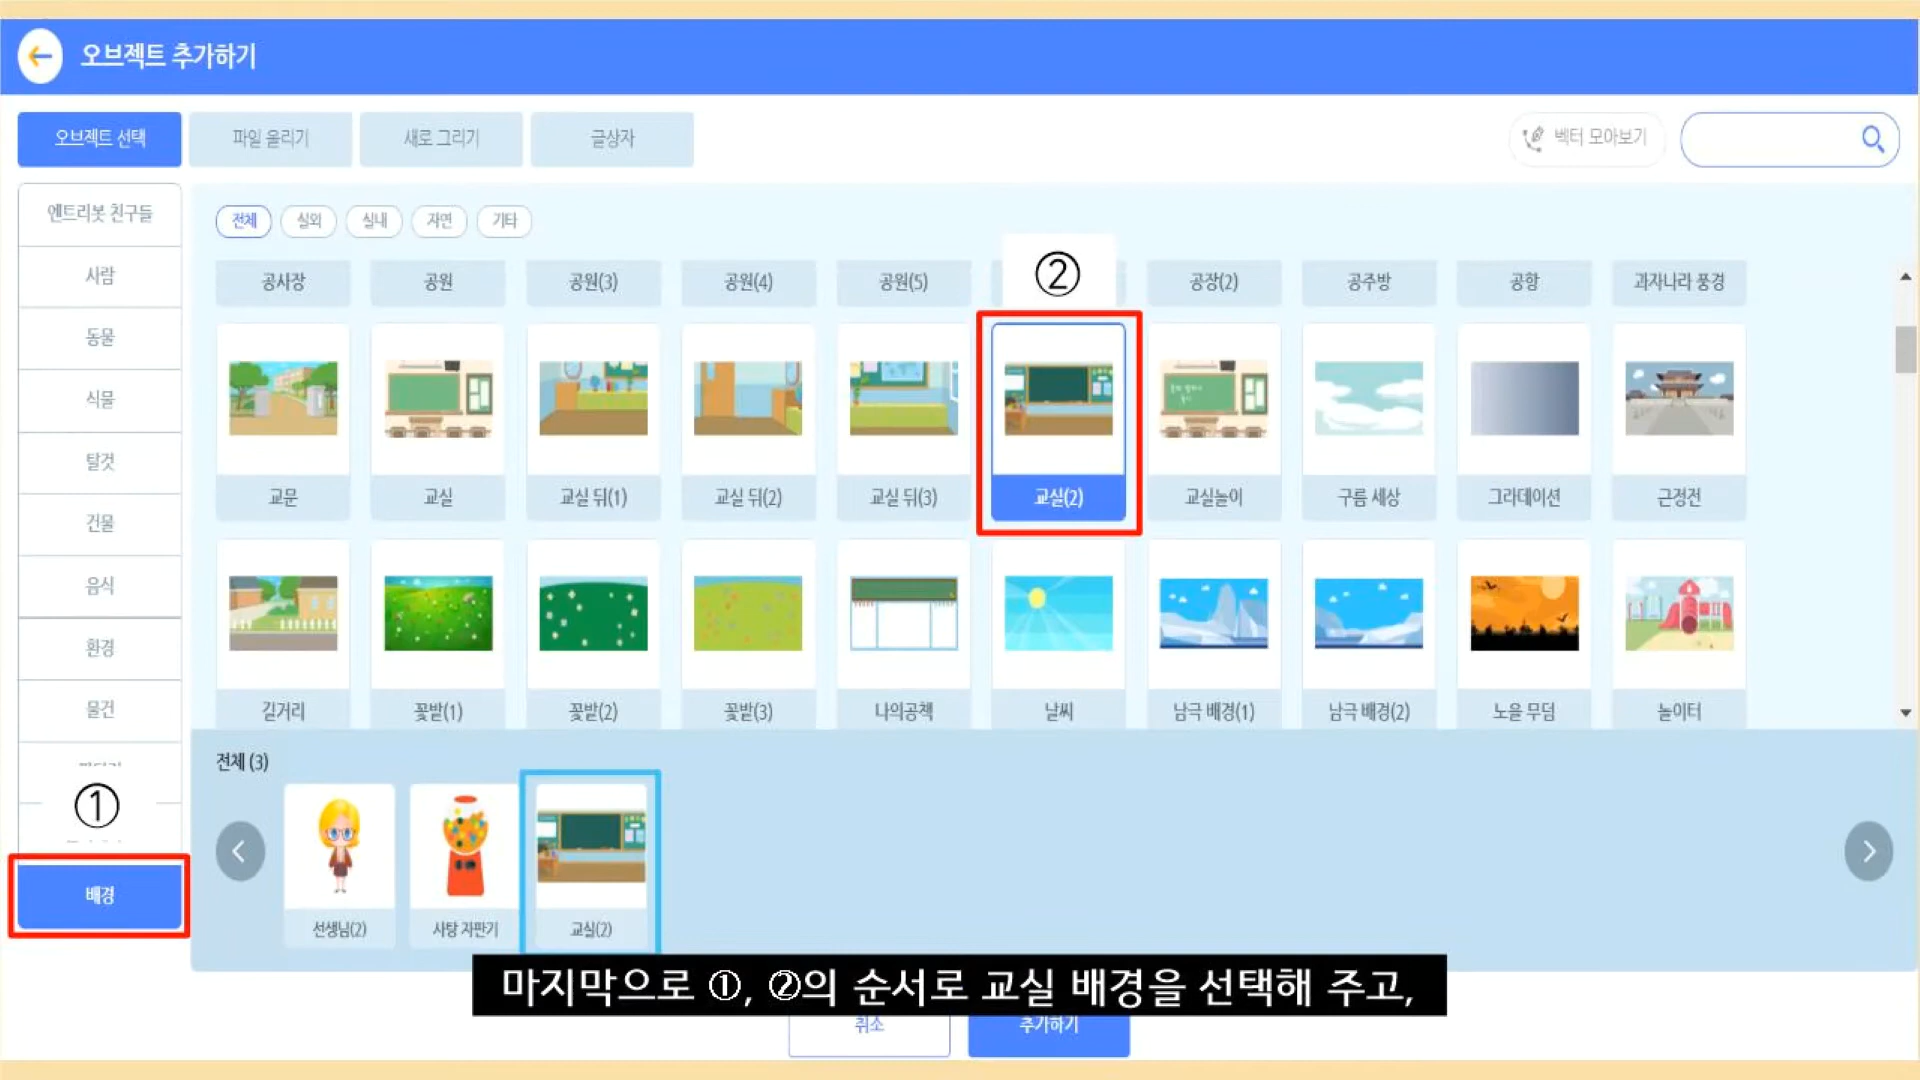 오브젝트 추가하기
오브젝트 선택 파일 올리기 새로 그리기 글상자 벡터 모아보기
엔트리봇 친구들
사람
동물
식물
탈것
건물
음식
환경
물건
①
배경
전체 실외 실내 자연 기타
②
공사장 공원 공원(3) 공원(4) 공원(5) 공장(2) 공주방 공항 과자나라 풍경
교문 교실 교실 뒤(1) 교실 뒤(2) 교실 뒤(3) 교실(2) 교실놀이 구름 세상 그라데이션 근정전
길거리 꽃밭(1) 꽃밭(2) 꽃밭(3) 나의공책 날씨 남극 배경(1) 남극 배경(2) 노을 무덤 놀이터
전체 (3)
선생님(2) 사탕 자판기 교실(2)
마지막으로 ①, ②의 순서로 교실 배경을 선택해 주고,
취소 추가하기